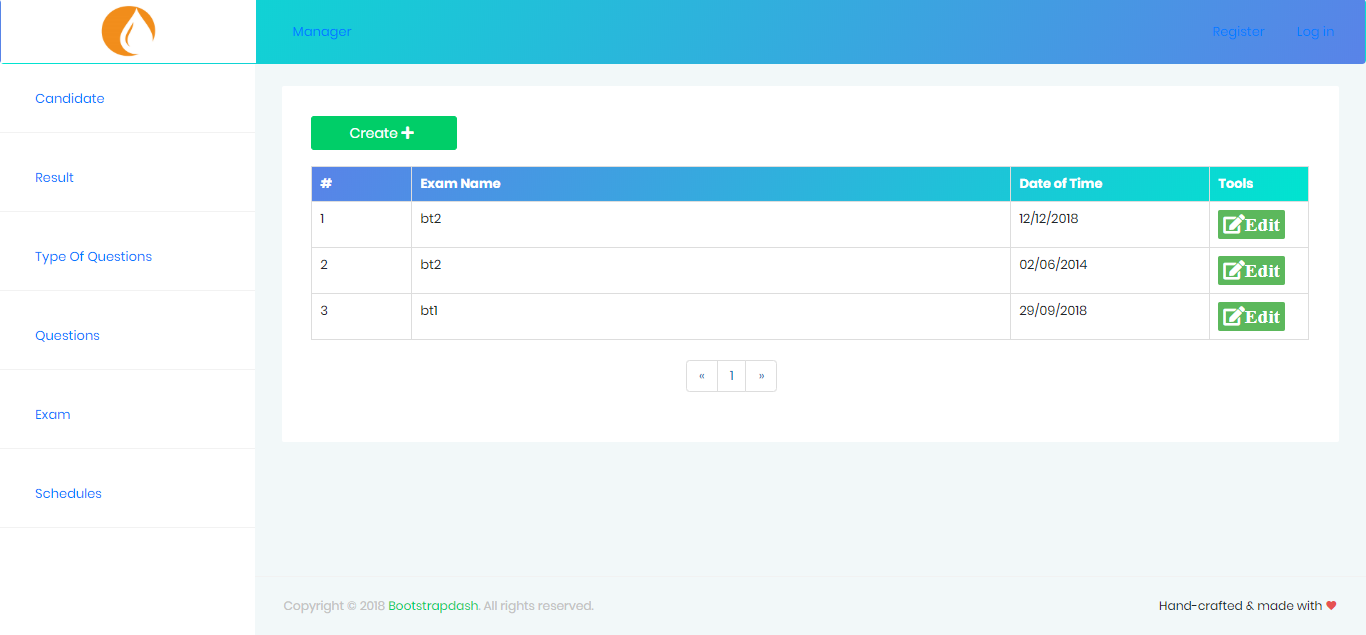 Manager Register Log in
Candidate
Result
Type Of Questions
Questions
Exam
Schedules
Create
# Exam Name Date of Time Tools
1 bt2 12/12/2018 Edit
2 bt2 02/06/2014 Edit
3 bt1 29/09/2018 Edit
« 1 »
Copyright © 2018 Bootstrapdash. All rights reserved. Hand-crafted & made with